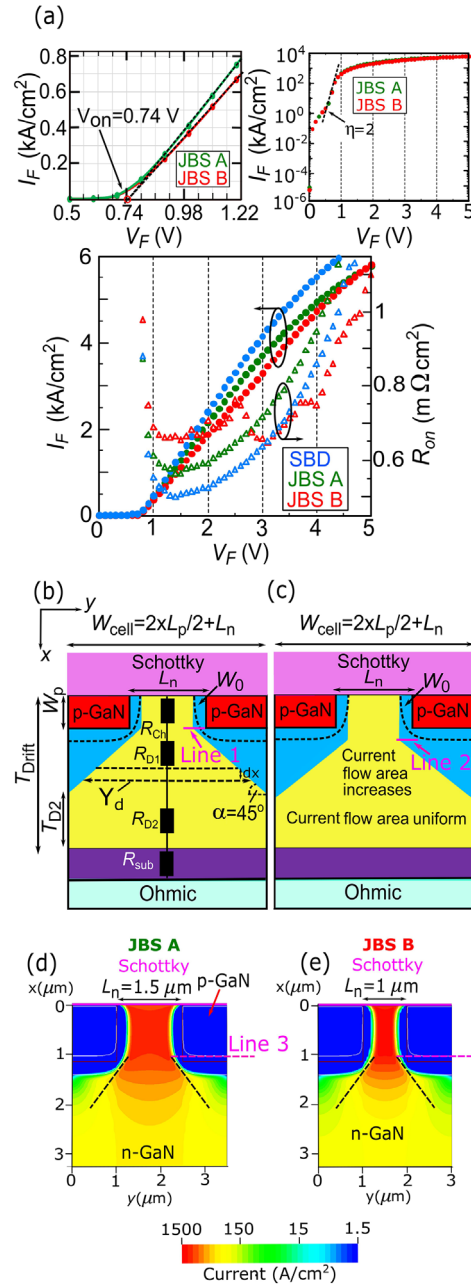 (a)
0.8
0.6
0.4
0.2
0
I_F (kA/cm²)
V_on=0.74 V
JBS A
JBS B
0.5 0.74 0.98 1.22
V_F (V)
10⁴
10²
10⁰
10⁻²
10⁻⁴
10⁻⁶
I_F (kA/cm²)
JBS A
JBS B
η=2
0 1 2 3 4 5
V_F (V)
6
4
2
0
I_F (kA/cm²)
1
0.8
0.6
R_on (m Ω cm²)
SBD
JBS A
JBS B
0 1 2 3 4 5
V_F (V)
(b)
y
x
W_cell=2xL_p/2+L_n
Schottky
L_n
W_0
W_p
p-GaN
p-GaN
R_Ch
Line 1
R_D1
T_Drift
dx
Y_d
α=45°
T_D2
R_D2
R_sub
Ohmic
(c)
W_cell=2xL_p/2+L_n
Schottky
L_n
W_0
p-GaN
p-GaN
Line 2
Current
flow area
increases
Current flow area uniform
Ohmic
(d)
JBS A
Schottky
x(μm)
L_n=1.5 μm
p-GaN
0
1
2
3
Line 3
n-GaN
0 1 2 3
y(μm)
(e)
JBS B
Schottky
x(μm)
L_n=1 μm
0
1
2
3
n-GaN
0 1 2 3
y(μm)
1500 150 15 1.5
Current (A/cm²)